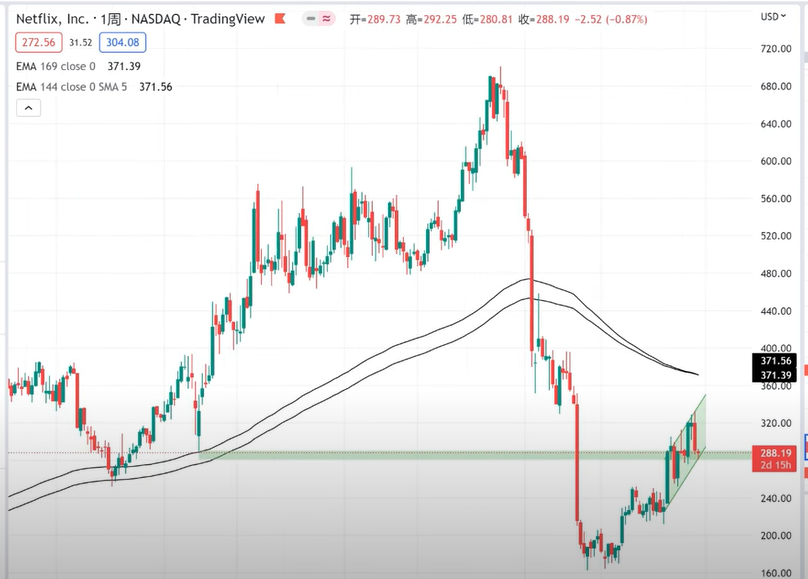 Netflix, Inc. · 1周 · NASDAQ · TradingView 开=289.73 高=292.25 低=280.81 收=288.19 −2.52 (−0.87%)
USD
272.56 31.52 304.08
EMA 169 close 0 371.39
EMA 144 close 0 SMA 5 371.56
720.00
680.00
640.00
600.00
560.00
520.00
480.00
440.00
400.00
371.56
371.39
360.00
320.00
288.19
2d 15h
240.00
200.00
160.00